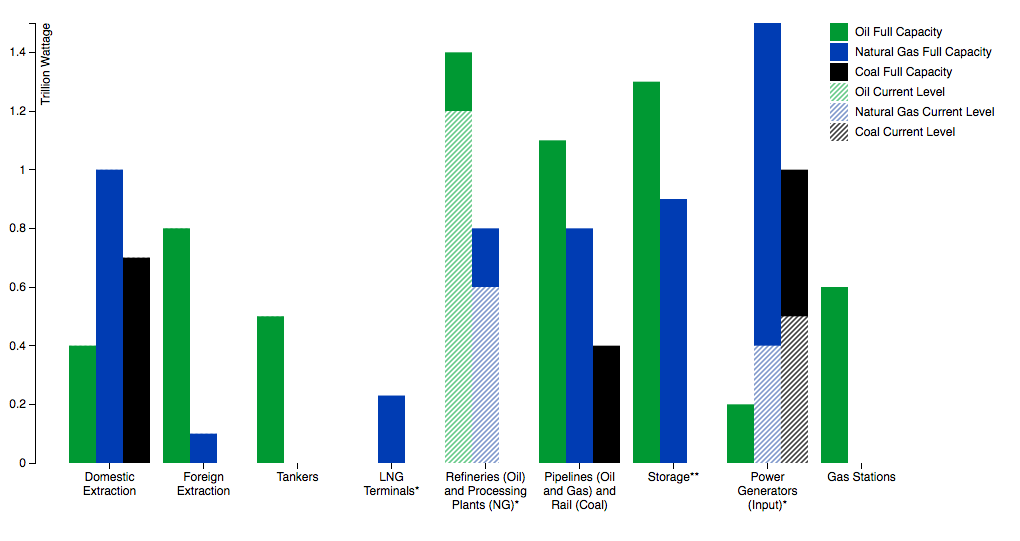 Trillion Wattage
1.4
1.2
1
0.8
0.6
0.4
0.2
0
Oil Full Capacity
Natural Gas Full Capacity
Coal Full Capacity
Oil Current Level
Natural Gas Current Level
Coal Current Level
Domestic
Extraction
Foreign
Extraction
Tankers
LNG
Terminals*
Refineries (Oil)
and Processing
Plants (NG)*
Pipelines (Oil
and Gas) and
Rail (Coal)
Storage**
Power
Generators
(Input)*
Gas Stations